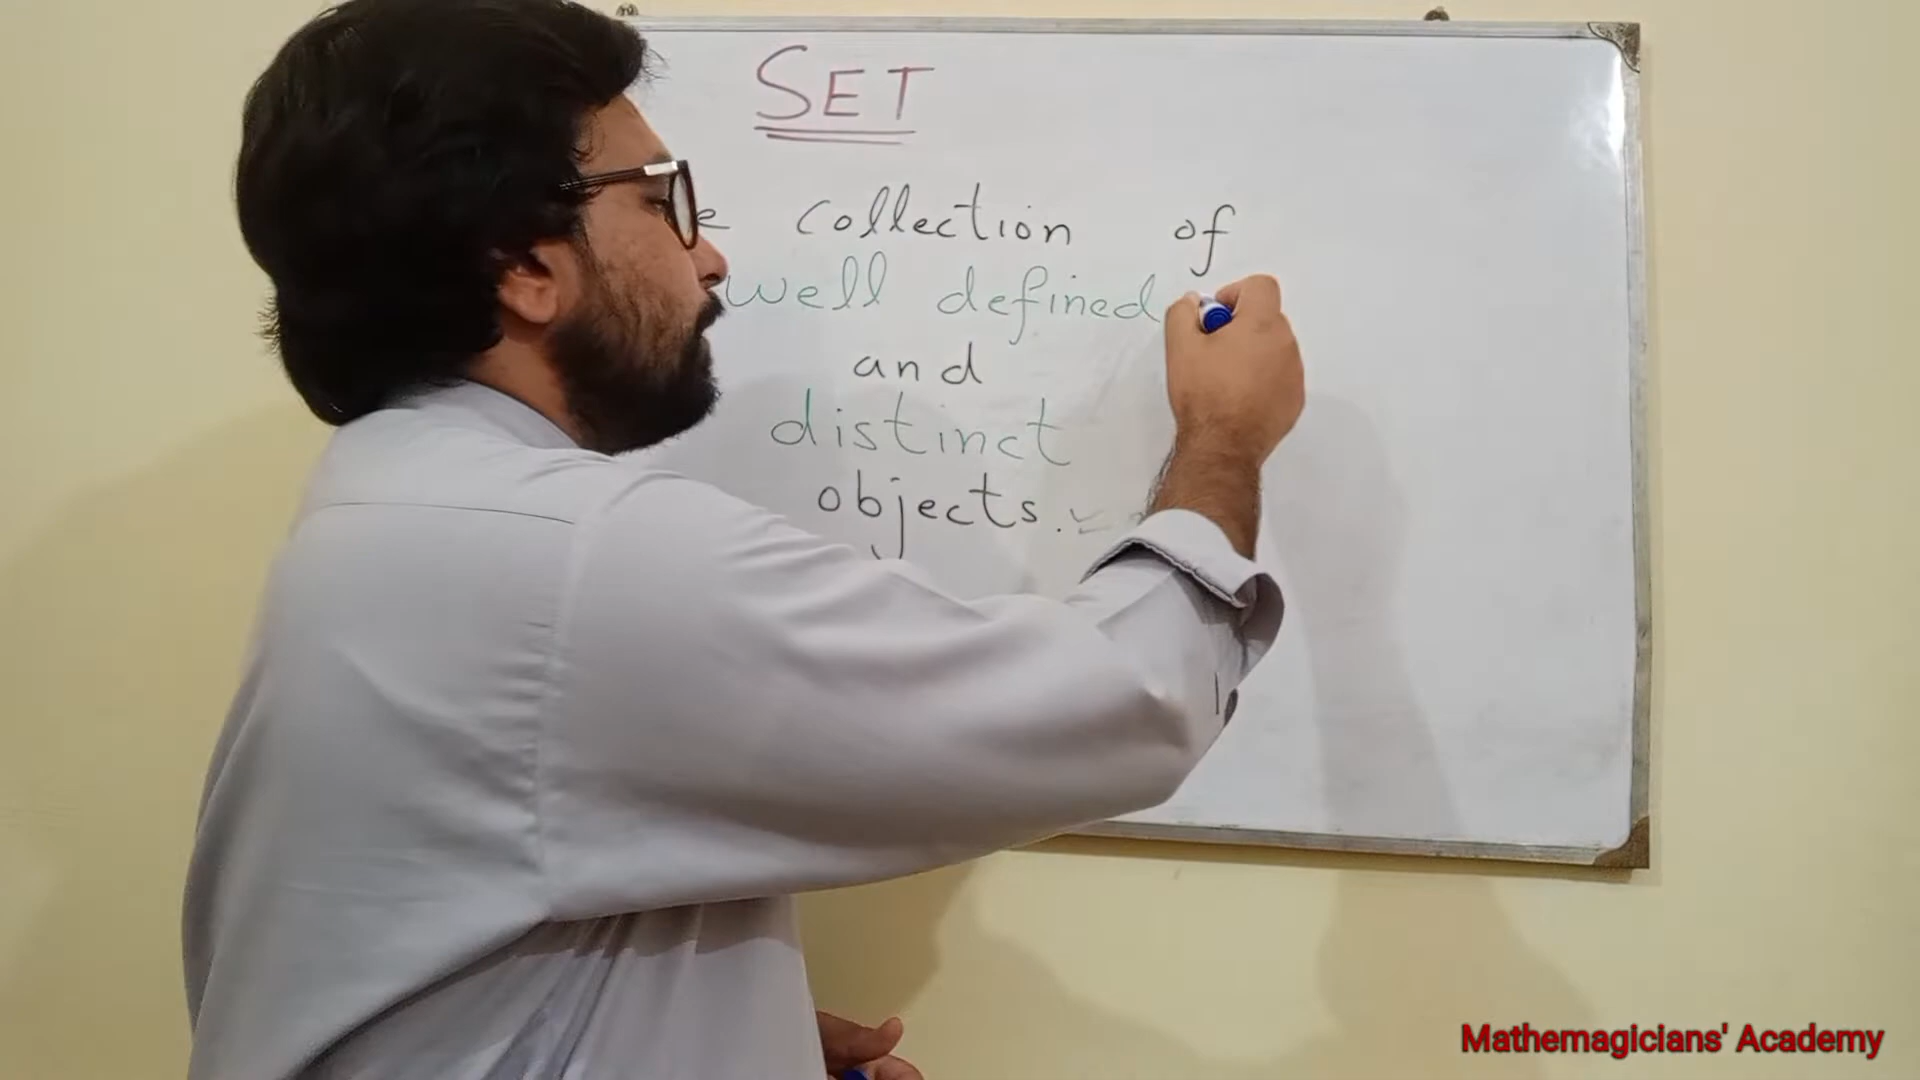 SET
collection of
well defined
and
distinct
objects.
Mathemagicians' Academy